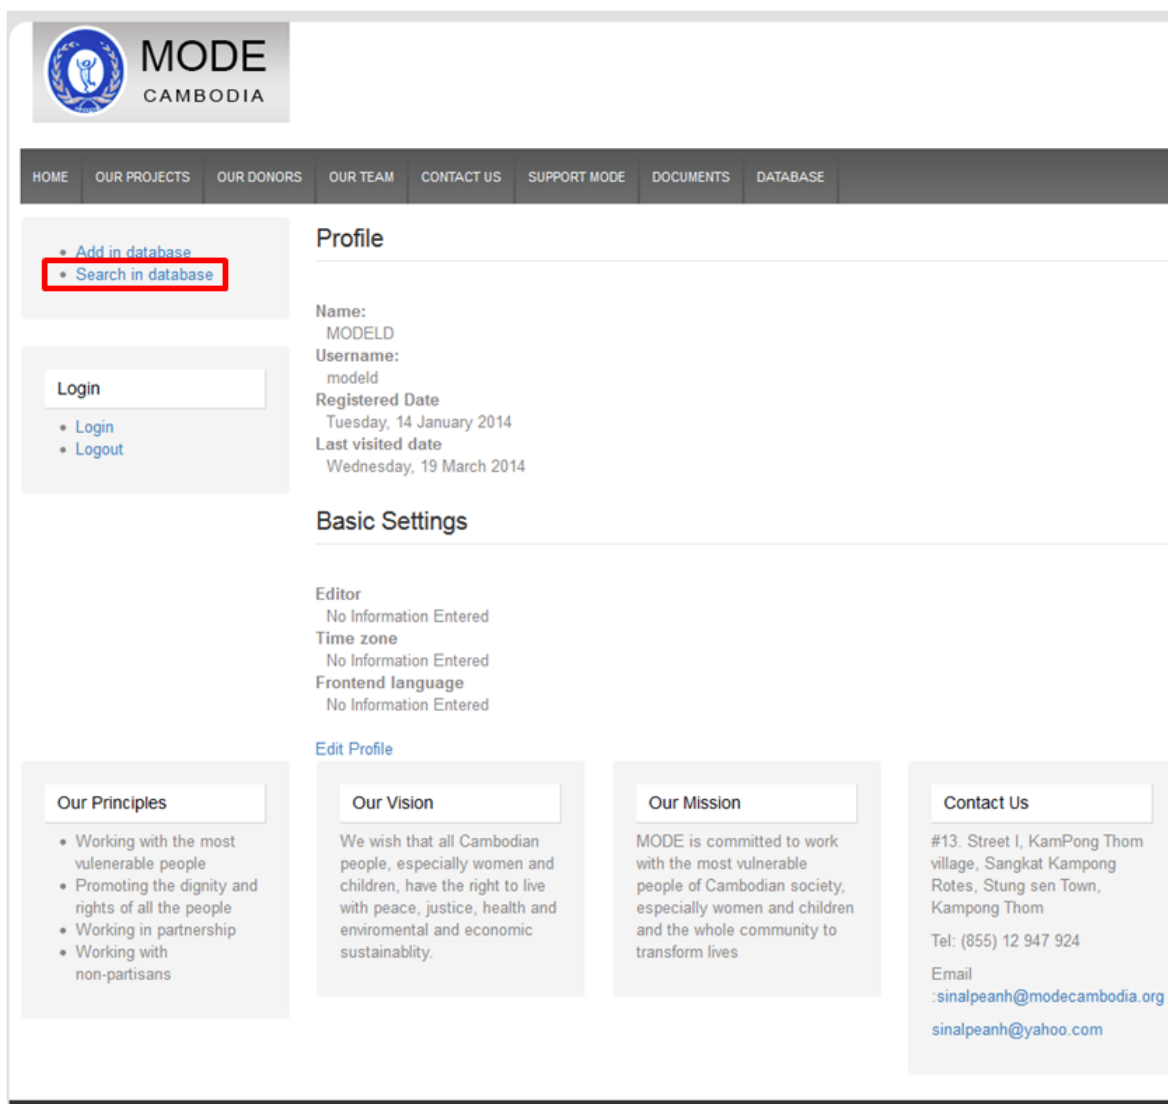 MODE
CAMBODIA
HOME OUR PROJECTS OUR DONORS OUR TEAM CONTACT US SUPPORT MODE DOCUMENTS DATABASE
Add in database
Search in database
Login
Login
Logout
Profile
Name:
MODELD
Username:
modeld
Registered Date
Tuesday, 14 January 2014
Last visited date
Wednesday, 19 March 2014
Basic Settings
Editor
No Information Entered
Time zone
No Information Entered
Frontend language
No Information Entered
Edit Profile
Our Principles
Working with the most
vulenerable people
Promoting the dignity and
rights of all the people
Working in partnership
Working with
non-partisans
Our Vision
We wish that all Cambodian
people, especially women and
children, have the right to live
with peace, justice, health and
enviromental and economic
sustainablity.
Our Mission
MODE is committed to work
with the most vulnerable
people of Cambodian society,
especially women and children
and the whole community to
transform lives
Contact Us
#13. Street I, KamPong Thom
village, Sangkat Kampong
Rotes, Stung sen Town,
Kampong Thom
Tel: (855) 12 947 924
Email
:sinalpeanh@modecambodia.org
sinalpeanh@yahoo.com